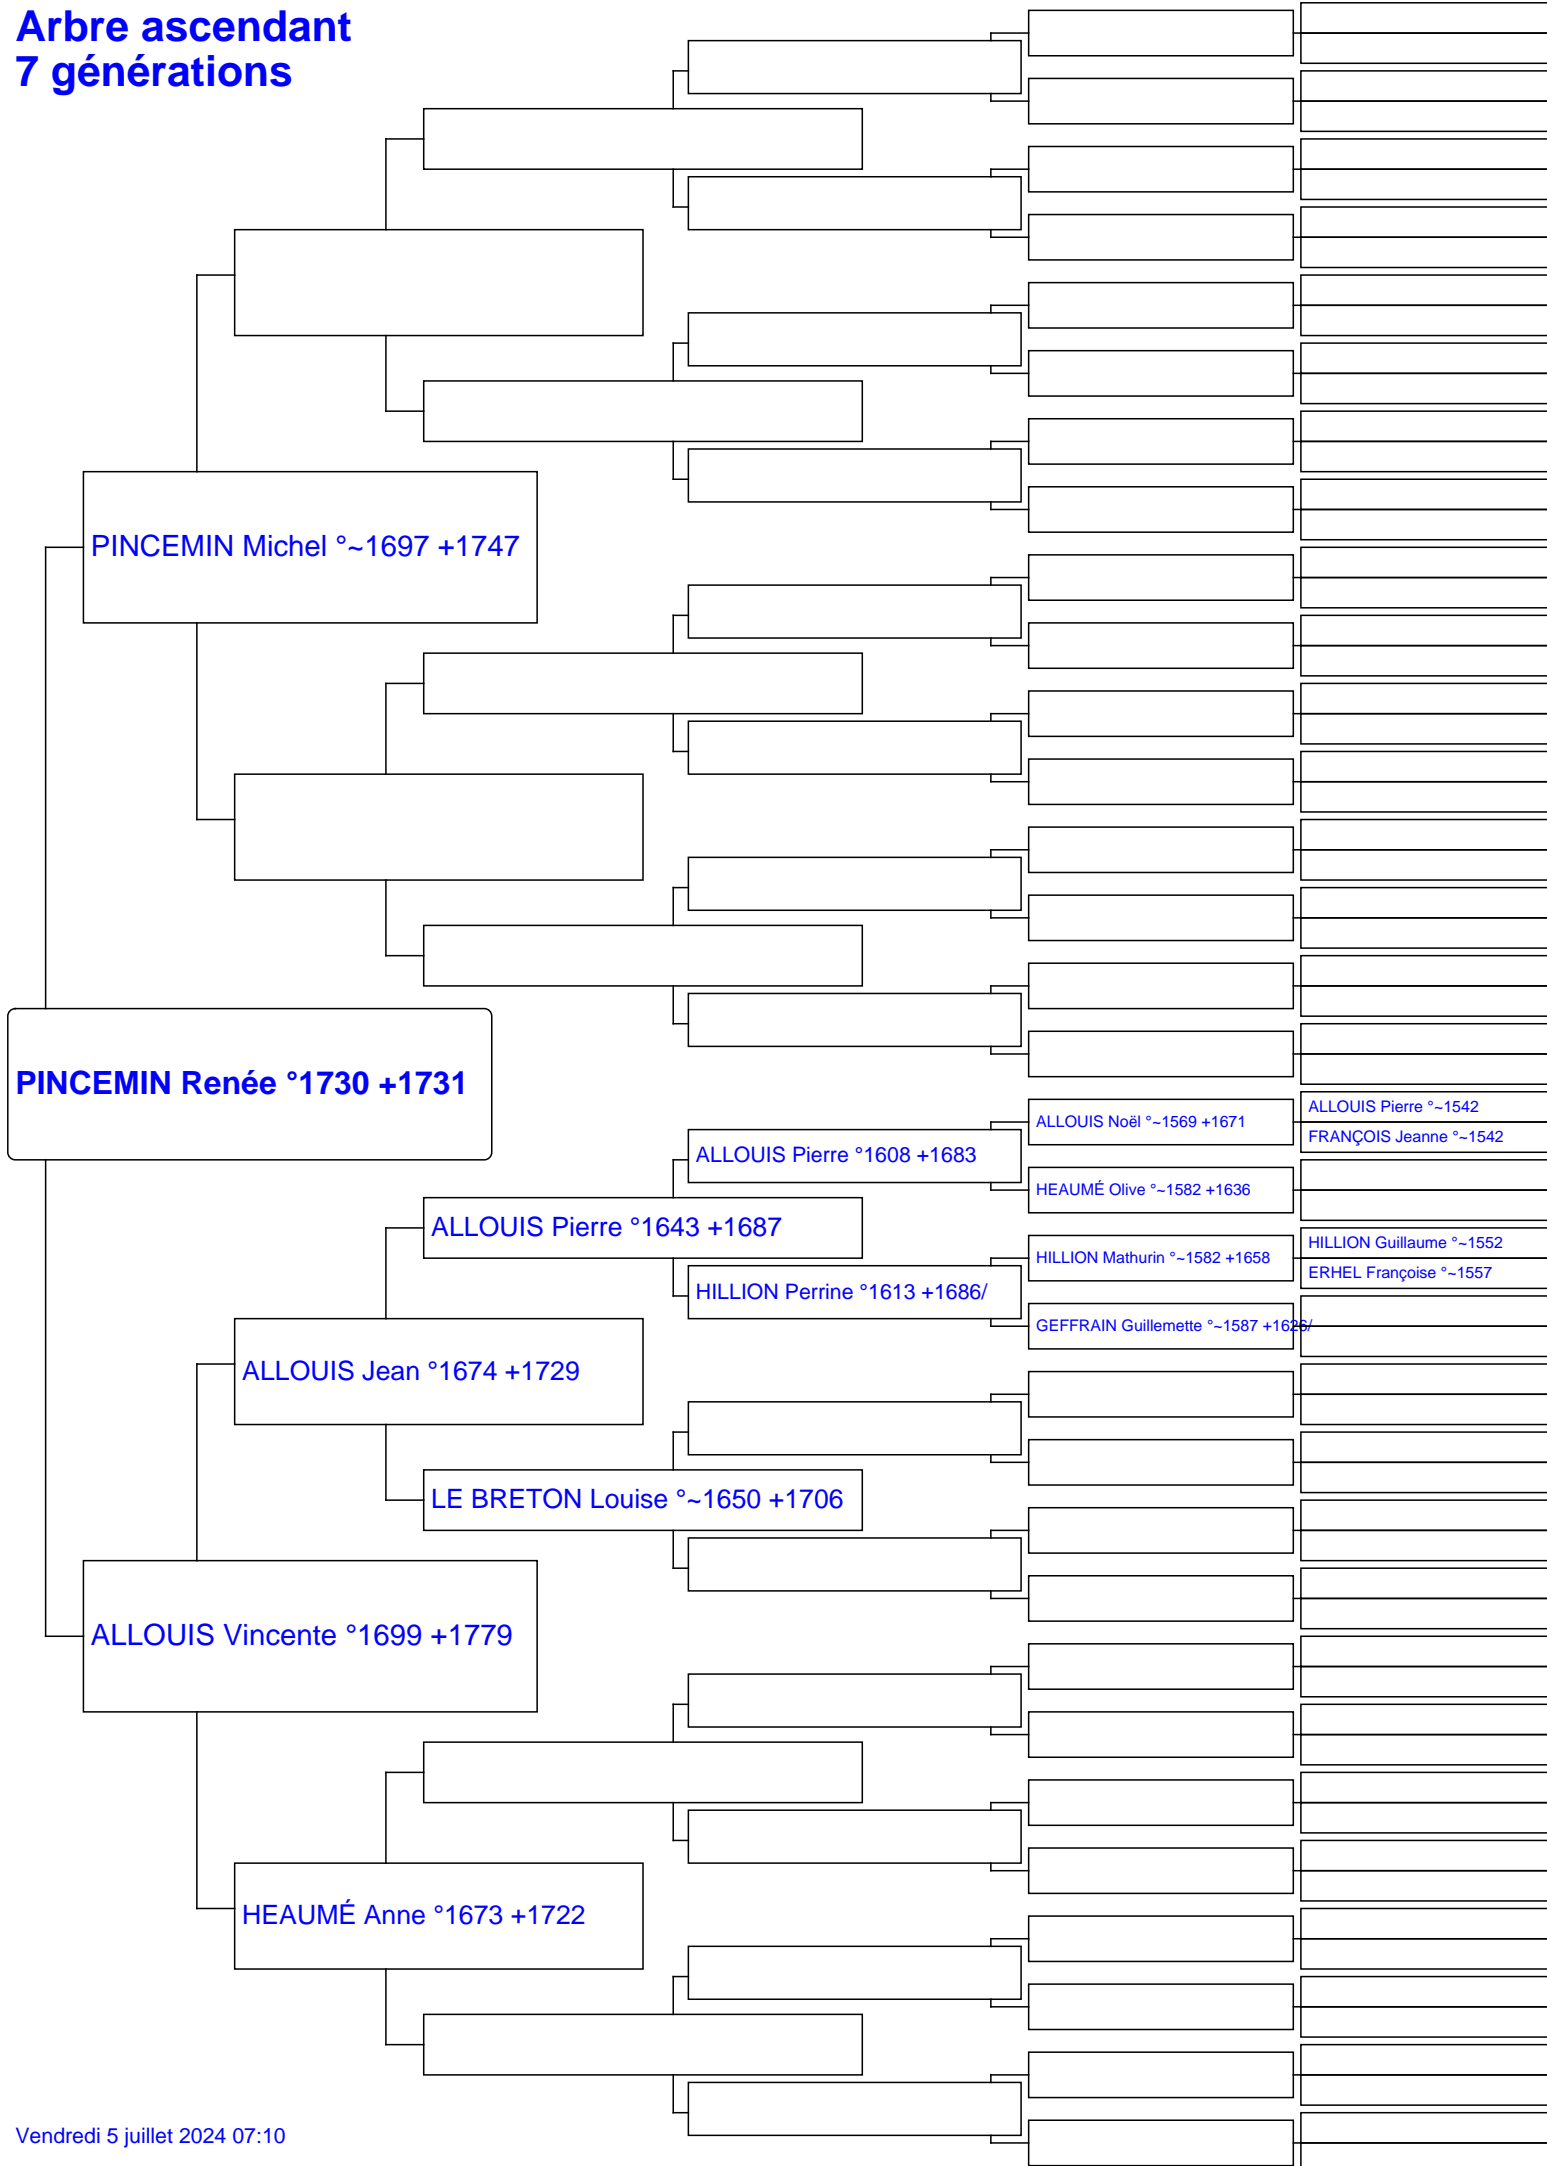 Arbre ascendant
7 générations
PINCEMIN Michel °~1697 +1747
PINCEMIN Renée °1730 +1731
ALLOUIS Noël °~1569 +1671
ALLOUIS Pierre °~1542
FRANÇOIS Jeanne °~1542
ALLOUIS Pierre °1608 +1683
HEAUMÉ Olive °~1582 +1636
ALLOUIS Pierre °1643 +1687
HILLION Mathurin °~1582 +1658
HILLION Guillaume °~1552
ERHEL Françoise °~1557
HILLION Perrine °1613 +1686/
GEFFRAIN Guillemette °~1587 +1626/
ALLOUIS Jean °1674 +1729
LE BRETON Louise °~1650 +1706
ALLOUIS Vincente °1699 +1779
HEAUMÉ Anne °1673 +1722
Vendredi 5 juillet 2024 07:10